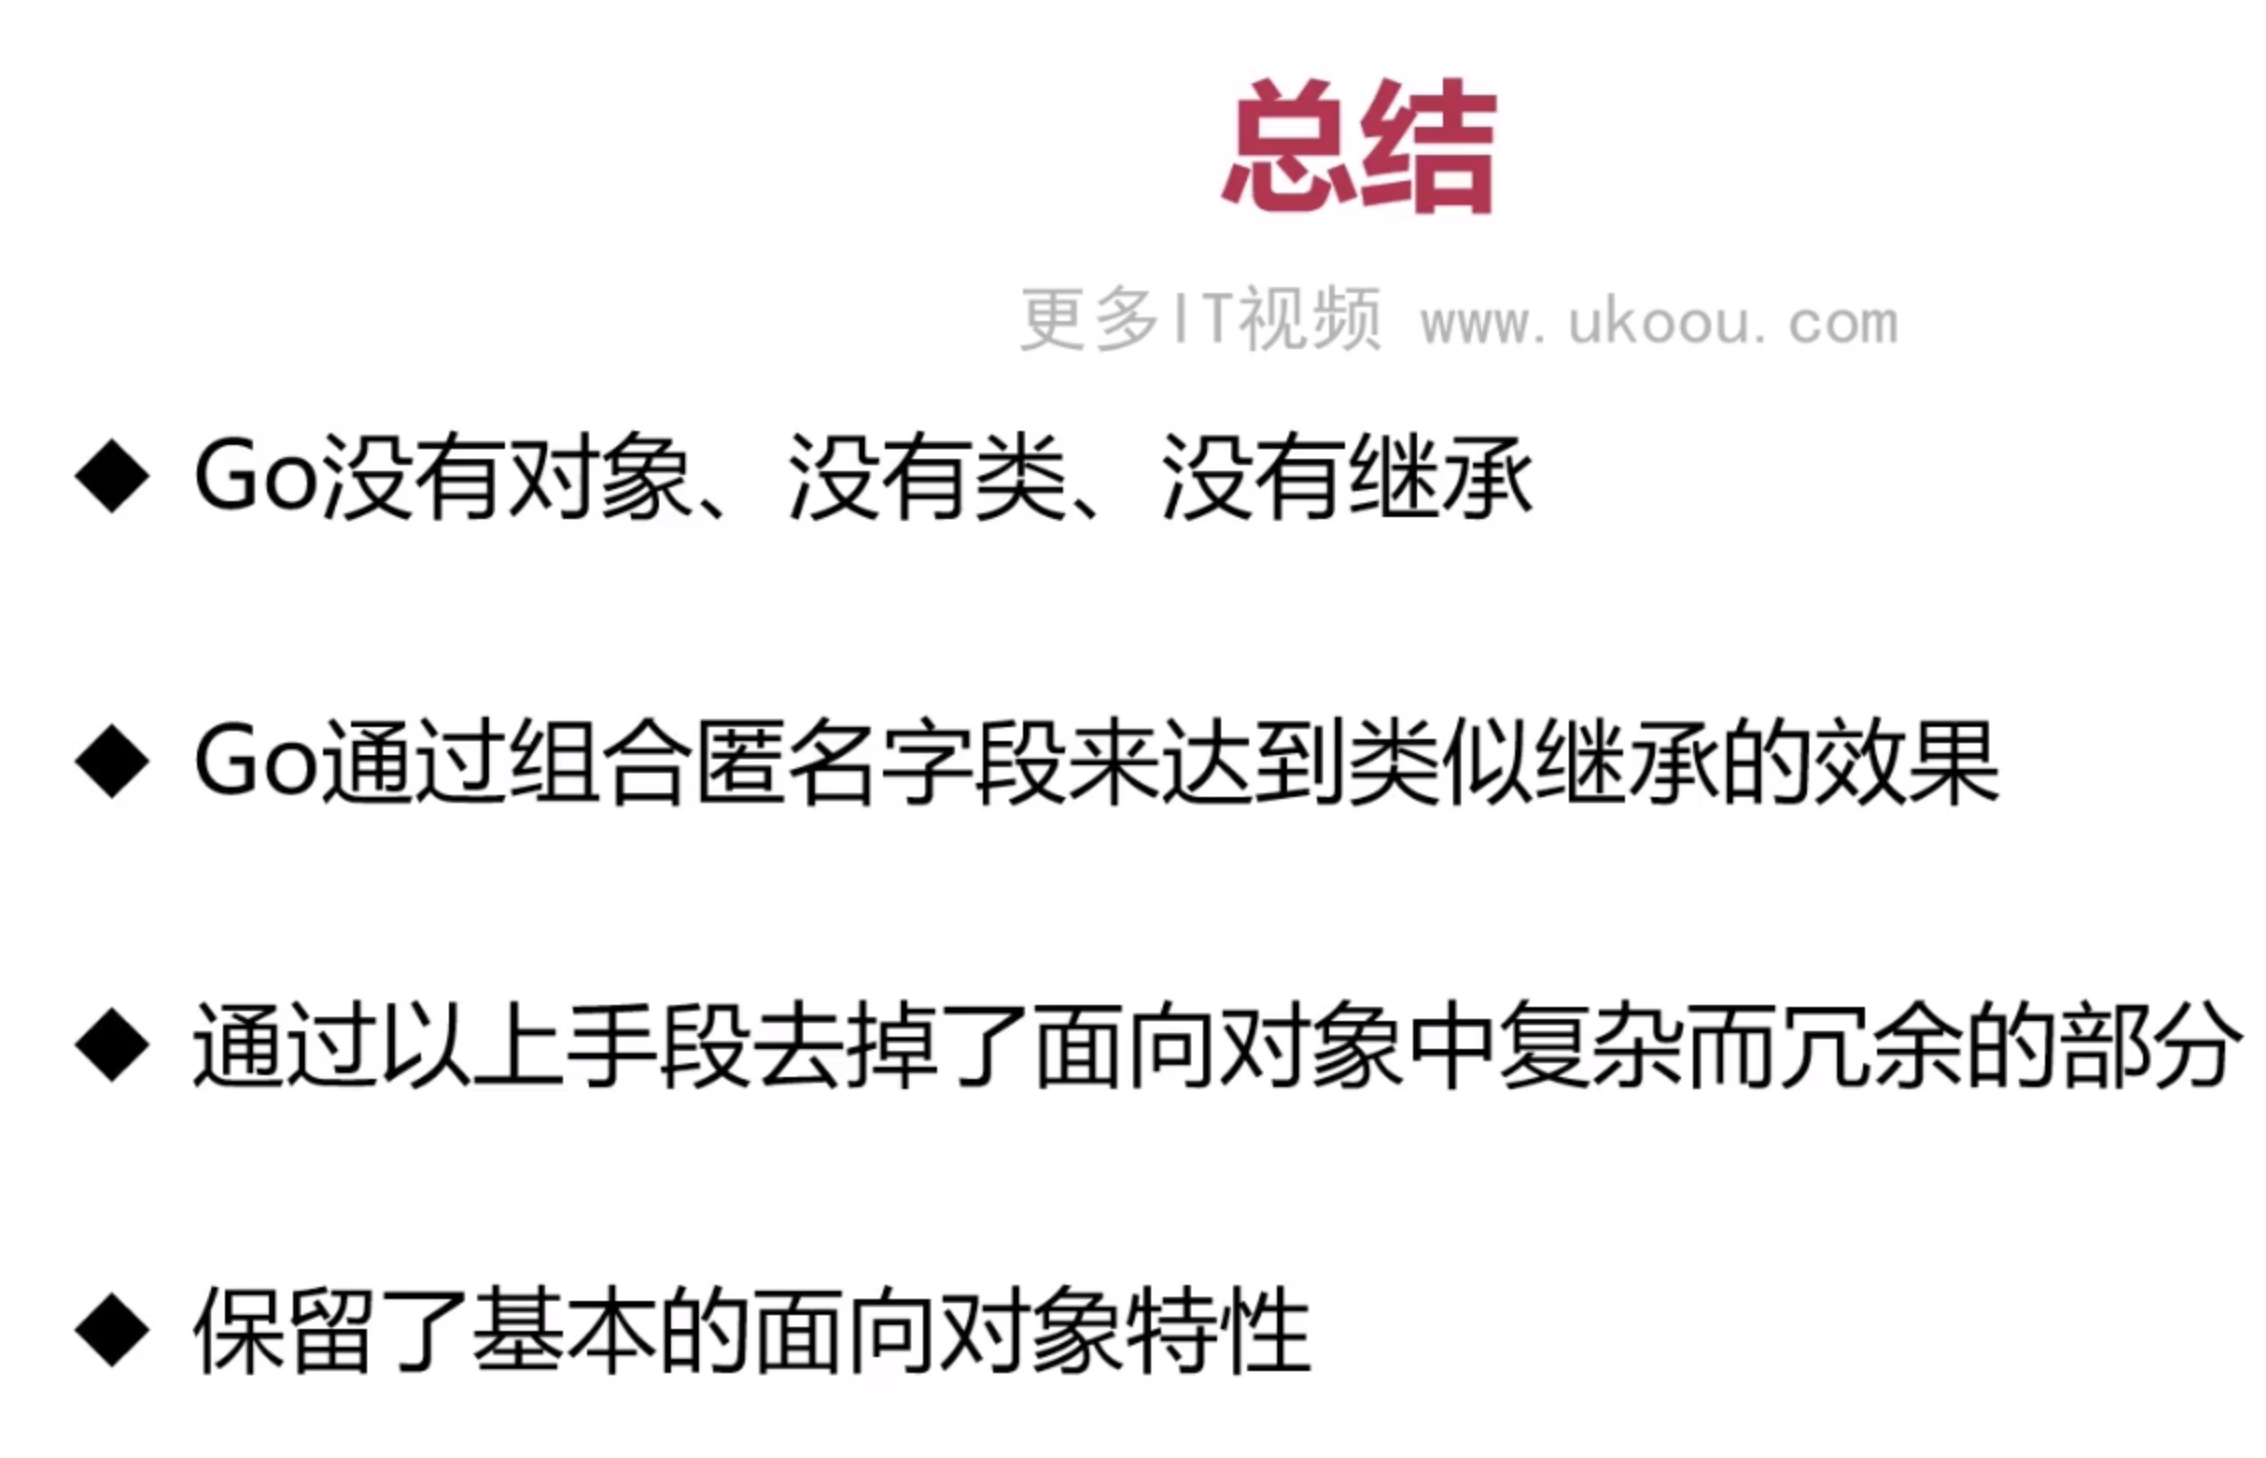 总结
更多IT视频 www.ukoou.com
◆ Go没有对象、没有类、没有继承
◆ Go通过组合匿名字段来达到类似继承的效果
◆ 通过以上手段去掉了面向对象中复杂而冗余的部分
◆ 保留了基本的面向对象特性